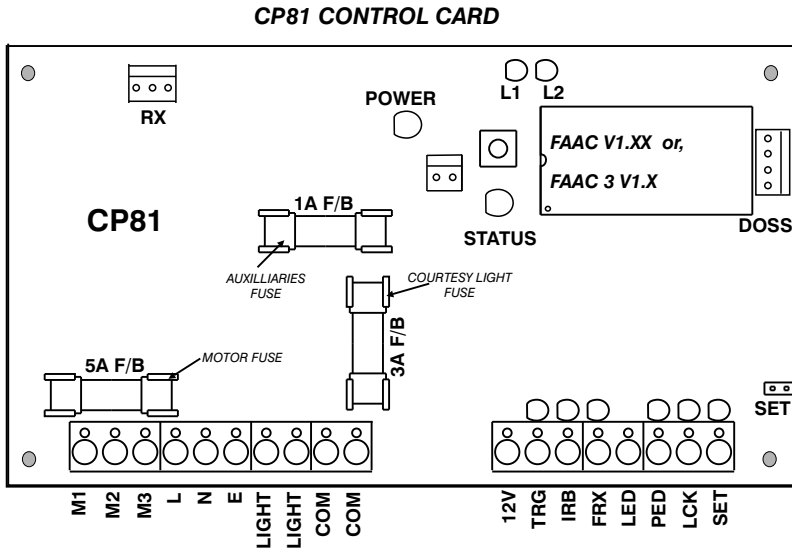 CP81 CONTROL CARD
RX
POWER
L1 L2
FAAC V1.XX or,
FAAC 3 V1.X
DOSS
STATUS
CP81
1A F/B
AUXILLIARIES
FUSE
COURTESY LIGHT
FUSE
3A F/B
5A F/B
MOTOR FUSE
SET
M1
M2
M3
L
N
E
LIGHT
LIGHT
COM
COM
12V
TRG
IRB
FRX
LED
PED
LCK
SET